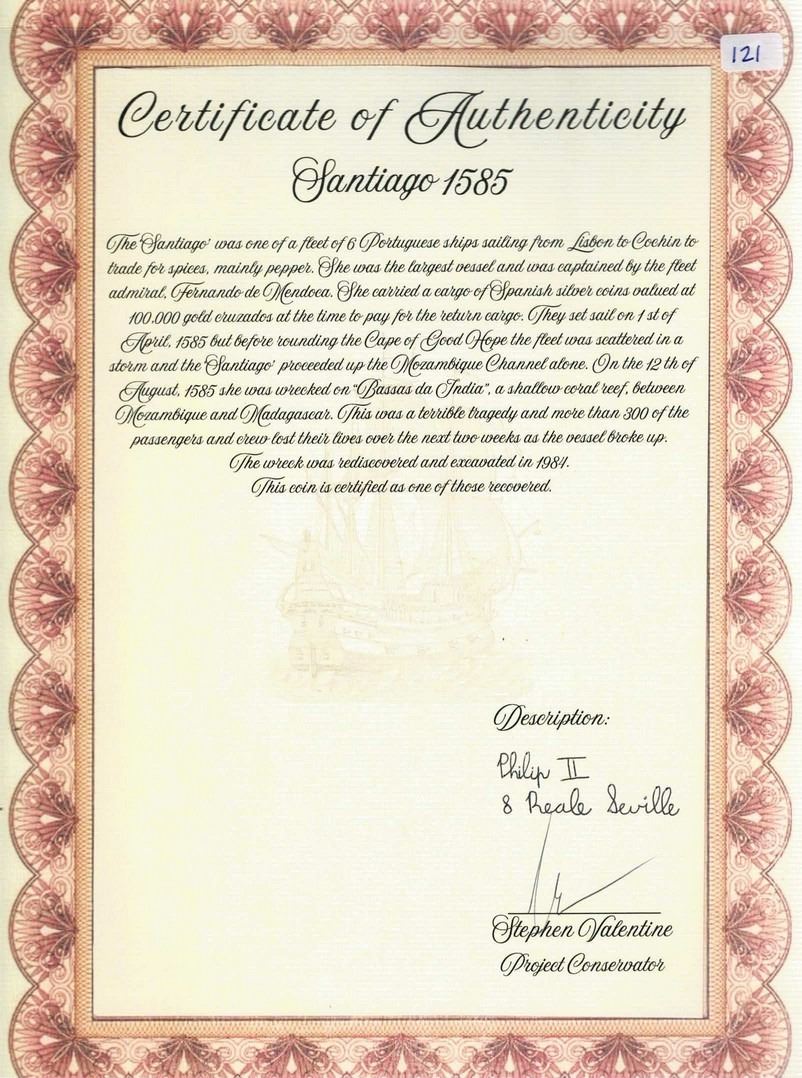 121
Certificate of Authenticity
Santiago 1585
The 'Santiago' was one of a fleet of 6 Portuguese ships sailing from Lisbon to Cochin to
trade for spices, mainly pepper. She was the largest vessel and was captained by the fleet
admiral, Fernando de Mendoca. She carried a cargo of Spanish silver coins valued at
100.000 gold cruzados at the time to pay for the return cargo. They set sail on 1 st of
April, 1585 but before rounding the Cape of Good Hope the fleet was scattered in a
storm and the 'Santiago' proceeded up the Mozambique Channel alone. On the 12 th of
August, 1585 she was wrecked on "Bassas da India", a shallow coral reef, between
Mozambique and Madagascar. This was a terrible tragedy and more than 300 of the
passengers and crew lost their lives over the next two weeks as the vessel broke up.
The wreck was rediscovered and excavated in 1984.
This coin is certified as one of those recovered.
Description:
Philip II
8 Reale Seville
Stephen Valentine
Project Conservator